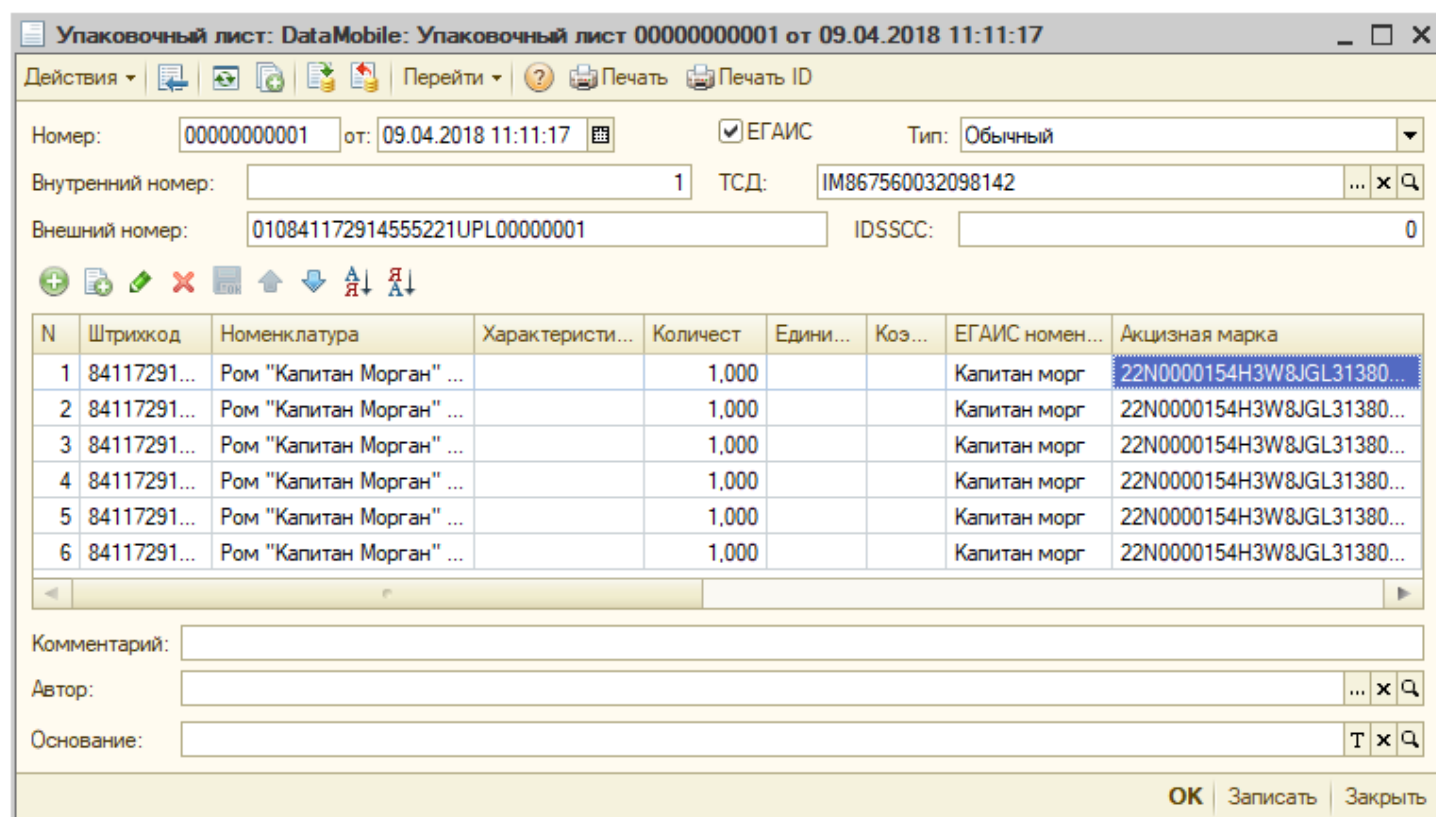 Упаковочный лист: DataMobile: Упаковочный лист 00000000001 от 09.04.2018 11:11:17
Действия Перейти Печать Печать ID
Номер: 00000000001 от: 09.04.2018 11:11:17 ЕГАИС Тип: Обычный
Внутренний номер: 1 ТСД: IM867560032098142
Внешний номер: 010841172914555221UPL00000001 IDSSCC: 0
N Штрихкод Номенклатура Характеристи... Количест Едини... Коэ... ЕГАИС номен... Акцизная марка
1 84117291... Ром "Капитан Морган" ... 1,000 Капитан морг 22N0000154H3W8JGL31380...
2 84117291... Ром "Капитан Морган" ... 1,000 Капитан морг 22N0000154H3W8JGL31380...
3 84117291... Ром "Капитан Морган" ... 1,000 Капитан морг 22N0000154H3W8JGL31380...
4 84117291... Ром "Капитан Морган" ... 1,000 Капитан морг 22N0000154H3W8JGL31380...
5 84117291... Ром "Капитан Морган" ... 1,000 Капитан морг 22N0000154H3W8JGL31380...
6 84117291... Ром "Капитан Морган" ... 1,000 Капитан морг 22N0000154H3W8JGL31380...
Комментарий:
Автор: ...
Основание: T
OK Записать Закрыть